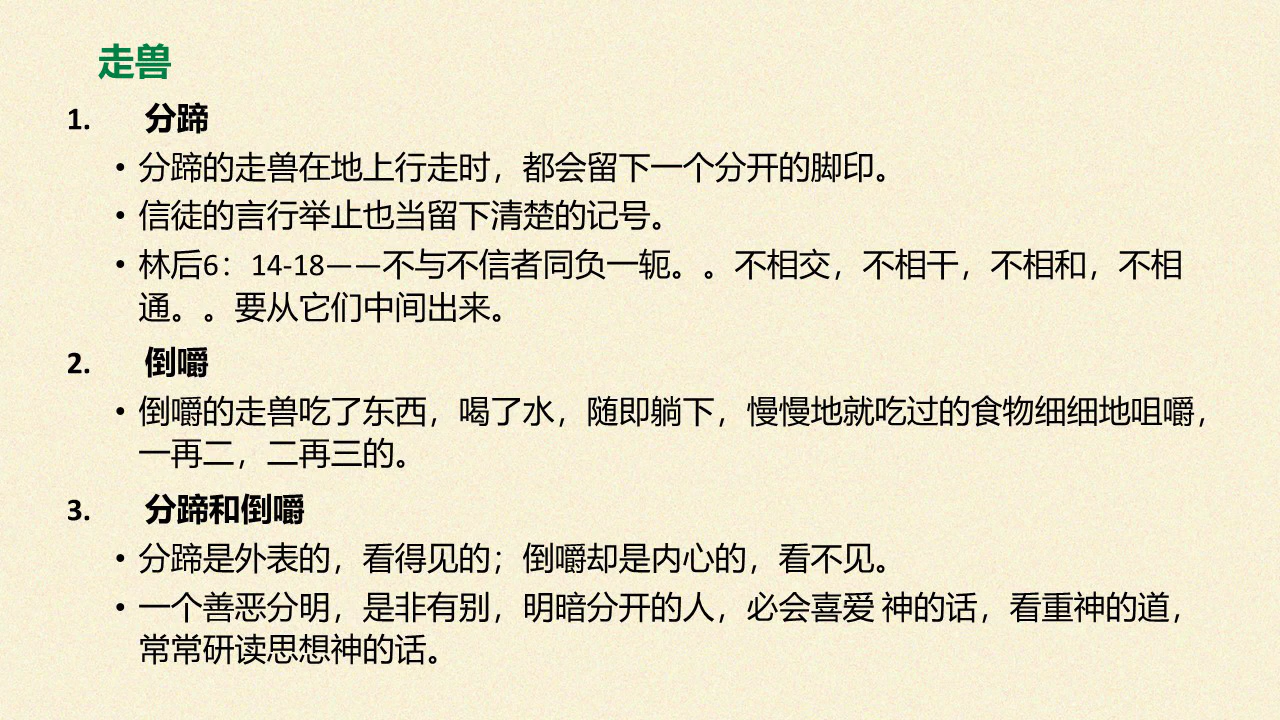 走兽
1. 分蹄
• 分蹄的走兽在地上行走时，都会留下一个分开的脚印。
• 信徒的言行举止也当留下清楚的记号。
• 林后6：14-18——不与不信者同负一轭。。不相交，不相干，不相和，不相
通。。要从它们中间出来。
2. 倒嚼
• 倒嚼的走兽吃了东西，喝了水，随即躺下，慢慢地就吃过的食物细细地咀嚼，
一再二，二再三的。
3. 分蹄和倒嚼
• 分蹄是外表的，看得见的；倒嚼却是内心的，看不见。
• 一个善恶分明，是非有别，明暗分开的人，必会喜爱 神的话，看重神的道，
常常研读思想神的话。